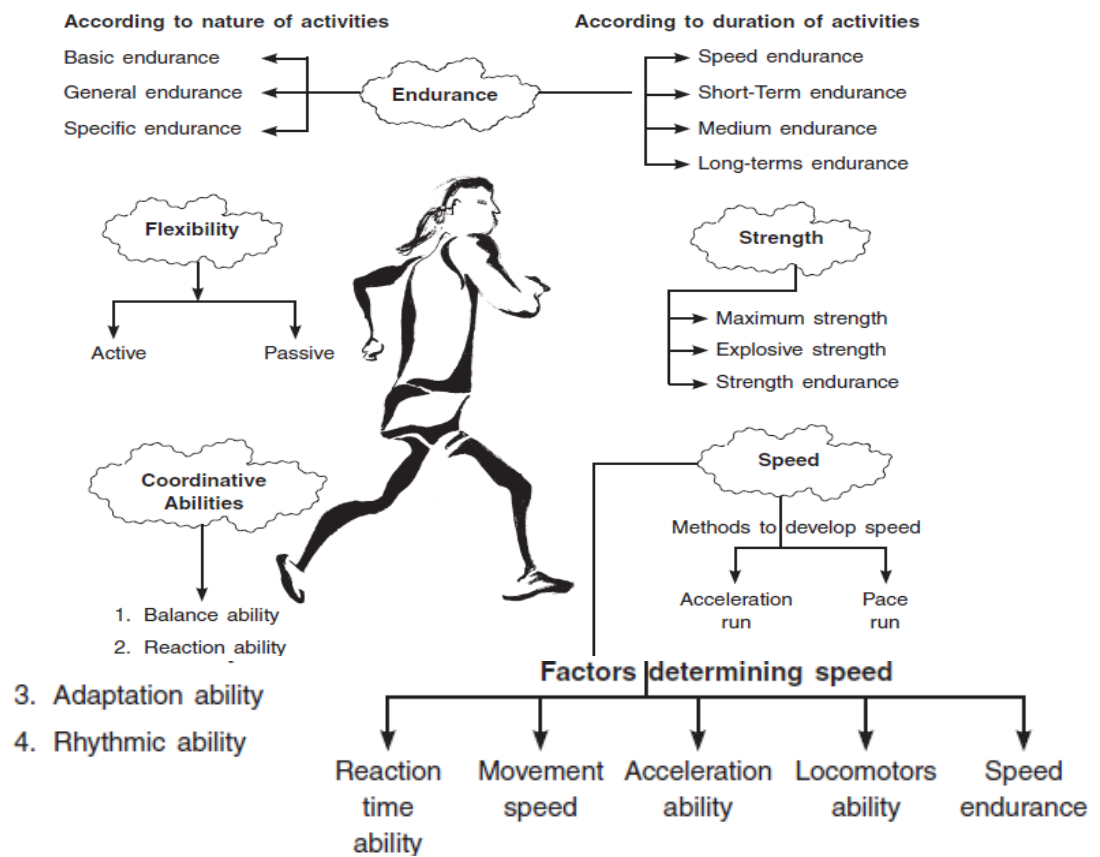 According to nature of activities
Basic endurance
General endurance
Specific endurance
Endurance
According to duration of activities
Speed endurance
Short-Term endurance
Medium endurance
Long-terms endurance
Flexibility
Active
Passive
Strength
Maximum strength
Explosive strength
Strength endurance
Coordinative
Abilities
1. Balance ability
2. Reaction ability
3. Adaptation ability
4. Rhythmic ability
Speed
Methods to develop speed
Acceleration
run
Pace
run
Factors determining speed
Reaction
time
ability
Movement
speed
Acceleration
ability
Locomotors
ability
Speed
endurance